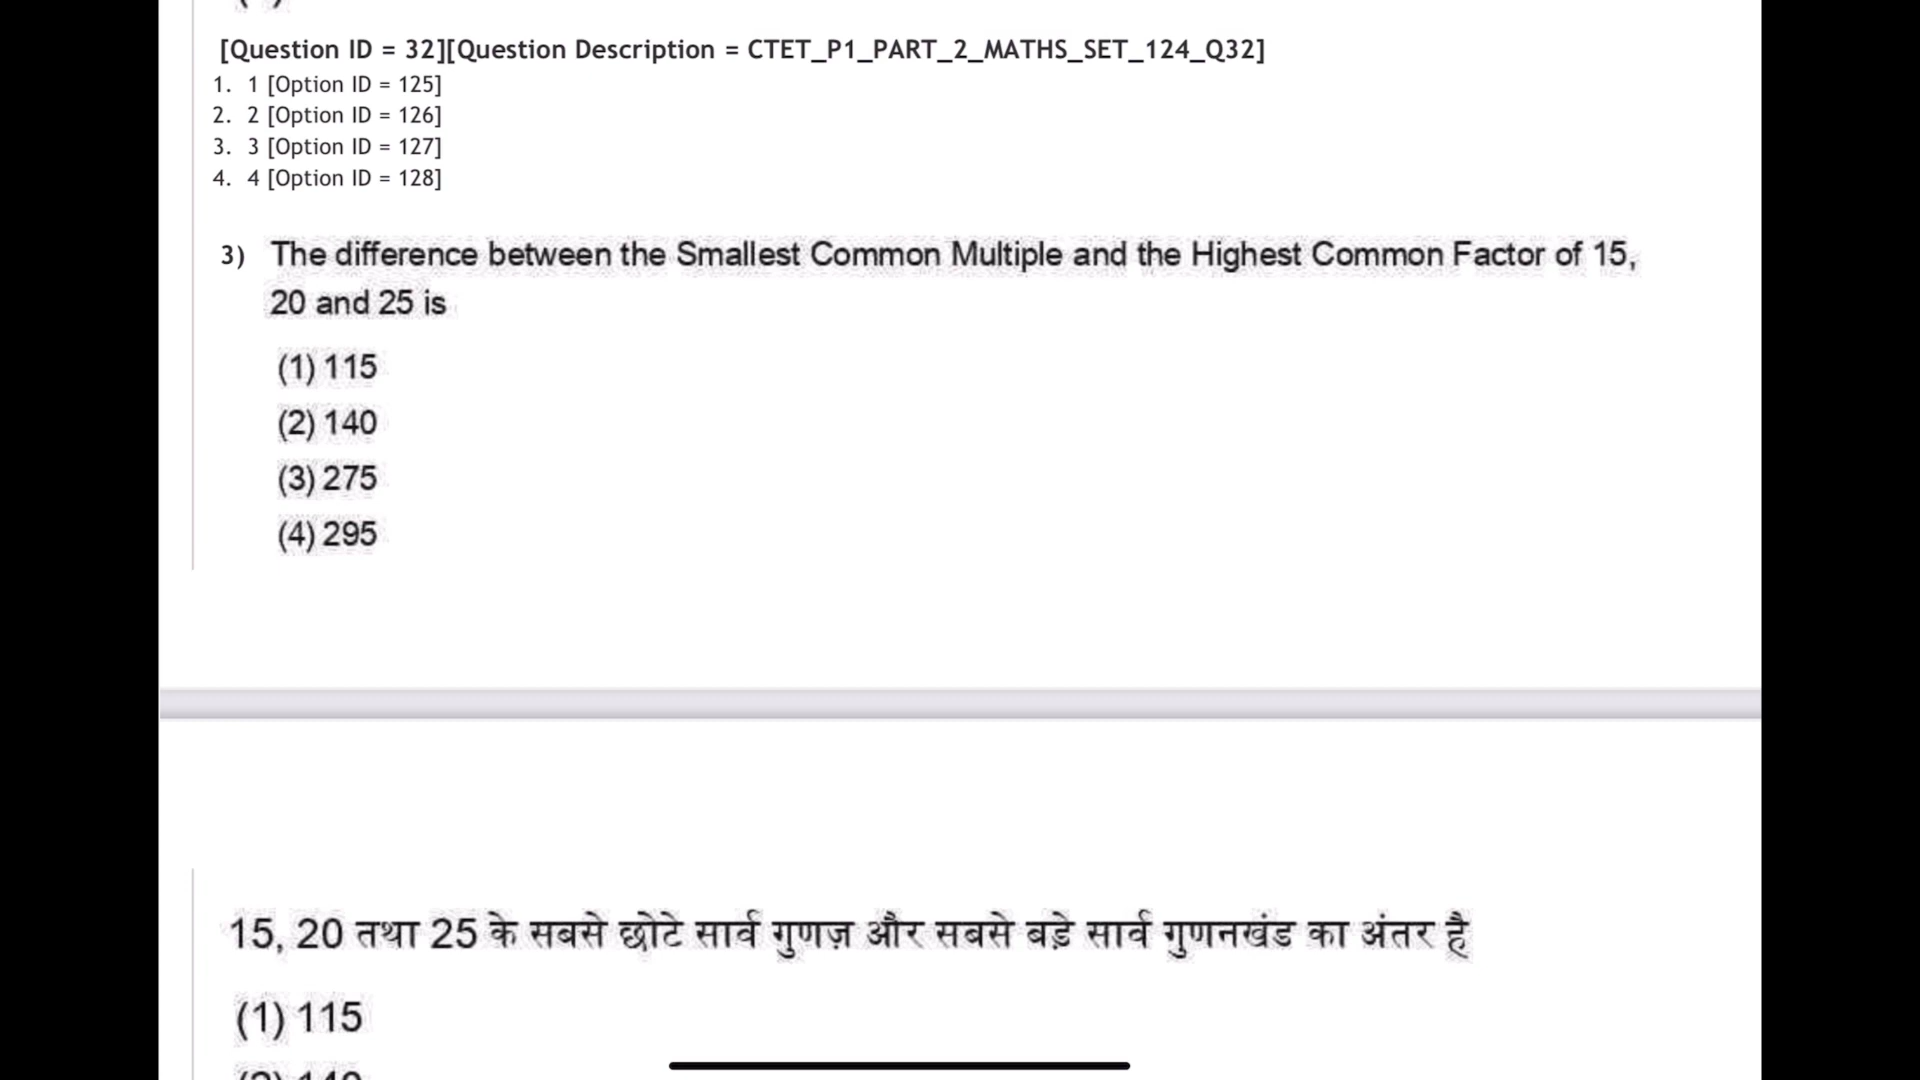 [Question ID = 32][Question Description = CTET_P1_PART_2_MATHS_SET_124_Q32]
1. 1 [Option ID = 125]
2. 2 [Option ID = 126]
3. 3 [Option ID = 127]
4. 4 [Option ID = 128]
3) The difference between the Smallest Common Multiple and the Highest Common Factor of 15,
20 and 25 is
(1) 115
(2) 140
(3) 275
(4) 295
15, 20 तथा 25 के सबसे छोटे सार्व गुणज़ और सबसे बड़े सार्व गुणनखंड का अंतर है
(1) 115
(2) 140